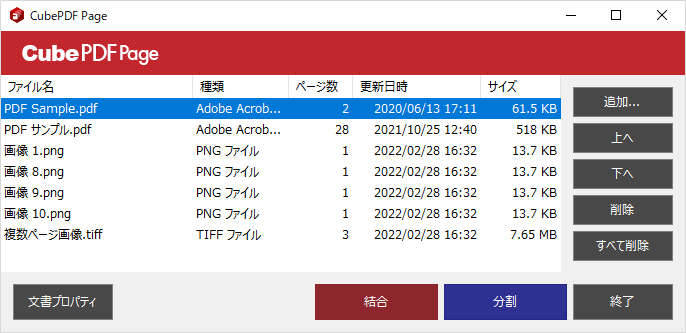 CubePDF Page
CubePDF Page
ファイル名 種類 ページ数 更新日時 サイズ
PDF Sample.pdf Adobe Acrob... 2 2020/06/13 17:11 61.5 KB
PDF サンプル.pdf Adobe Acrob... 28 2021/10/25 12:40 518 KB
画像 1.png PNG ファイル 1 2022/02/28 16:32 13.7 KB
画像 8.png PNG ファイル 1 2022/02/28 16:32 13.7 KB
画像 9.png PNG ファイル 1 2022/02/28 16:32 13.7 KB
画像 10.png PNG ファイル 1 2022/02/28 16:32 13.7 KB
複数ページ画像.tiff TIFF ファイル 3 2022/02/28 16:32 7.65 MB
追加...
上へ
下へ
削除
すべて削除
文書プロパティ 結合 分割 終了